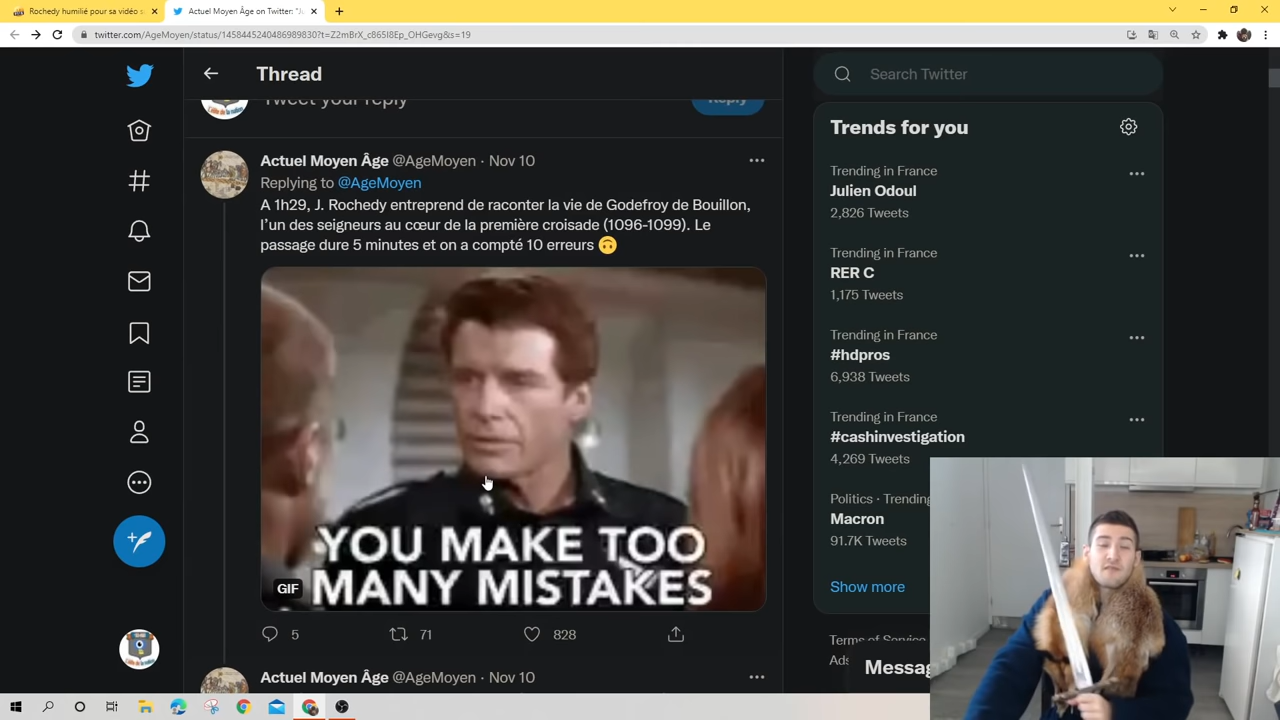 Rochedy humilié pour sa vidéo s
Actuel Moyen Âge on Twitter: "Ju
twitter.com/AgeMoyen/status/1458445240486989830?t=Z2mBrX_c865I8Ep_OHGevg&s=19
Thread
Search Twitter
Tweet your reply
Reply
Trends for you
Actuel Moyen Âge @AgeMoyen · Nov 10
Replying to @AgeMoyen
A 1h29, J. Rochedy entreprend de raconter la vie de Godefroy de Bouillon,
l'un des seigneurs au cœur de la première croisade (1096-1099). Le
passage dure 5 minutes et on a compté 10 erreurs 🙃
YOU MAKE TOO
MANY MISTAKES
GIF
5
71
828
Actuel Moyen Âge @AgeMoyen · Nov 10
Trending in France
Julien Odoul
2,826 Tweets
Trending in France
RER C
1,175 Tweets
Trending in France
#hdpros
6,938 Tweets
Trending in France
#cashinvestigation
4,269 Tweets
Politics · Trending
Macron
91.7K Tweets
Show more
Terms of Service
Ads
Messag